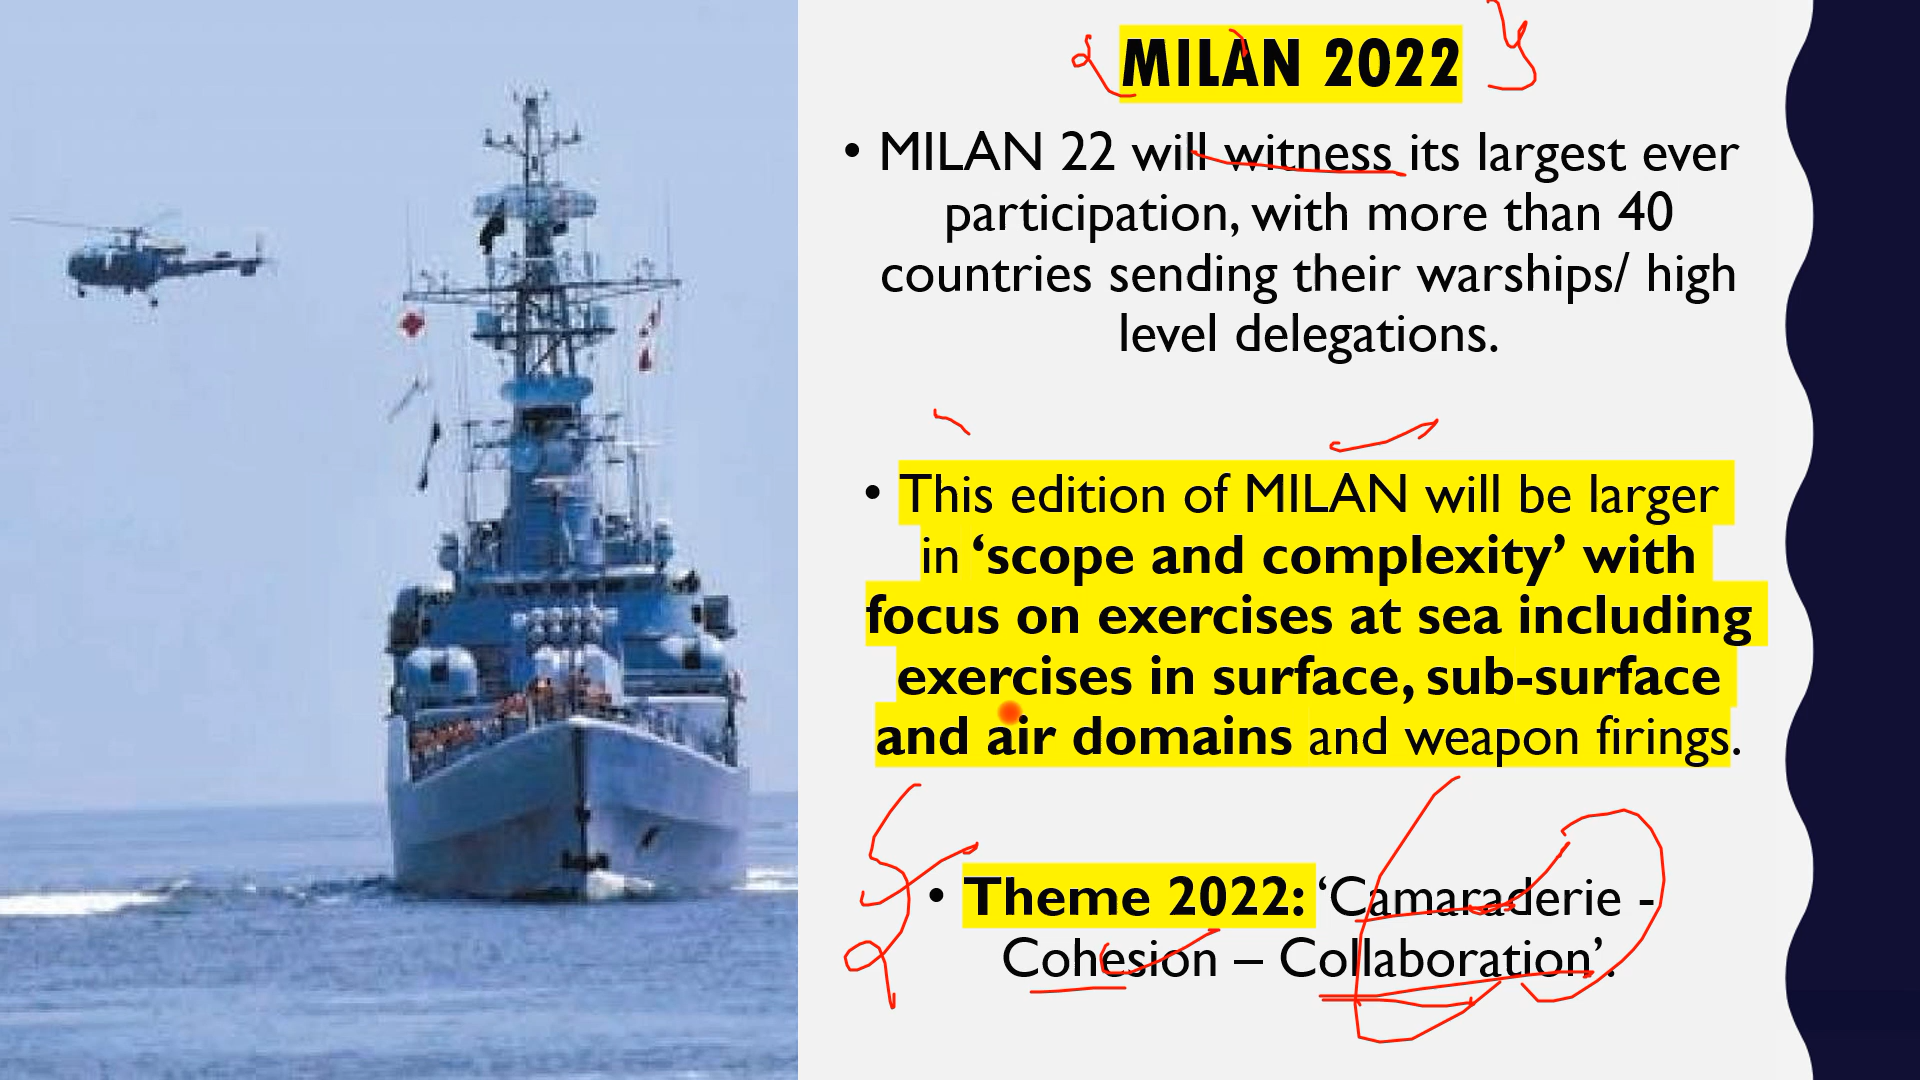 MILAN 2022
• MILAN 22 will witness its largest ever
participation, with more than 40
countries sending their warships/ high
level delegations.
• This edition of MILAN will be larger
in ‘scope and complexity’ with
focus on exercises at sea including
exercises in surface, sub-surface
and air domains and weapon firings.
• Theme 2022: ‘Camaraderie -
Cohesion – Collaboration’.